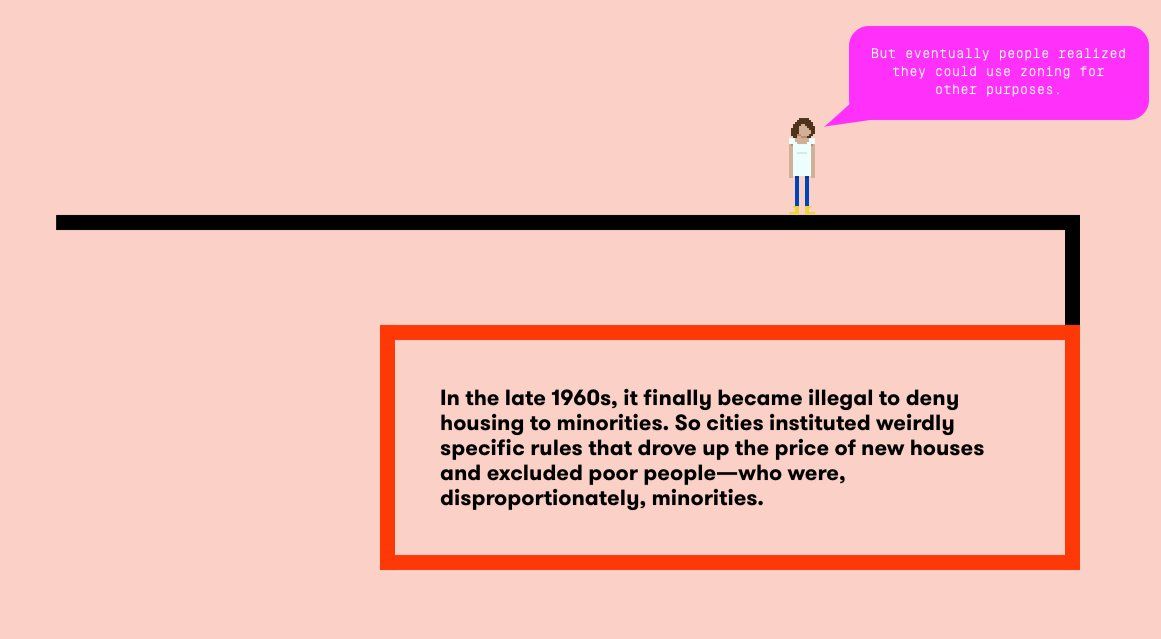 But eventually people realized
they could use zoning for
other purposes.
In the late 1960s, it finally became illegal to deny
housing to minorities. So cities instituted weirdly
specific rules that drove up the price of new houses
and excluded poor people—who were,
disproportionately, minorities.